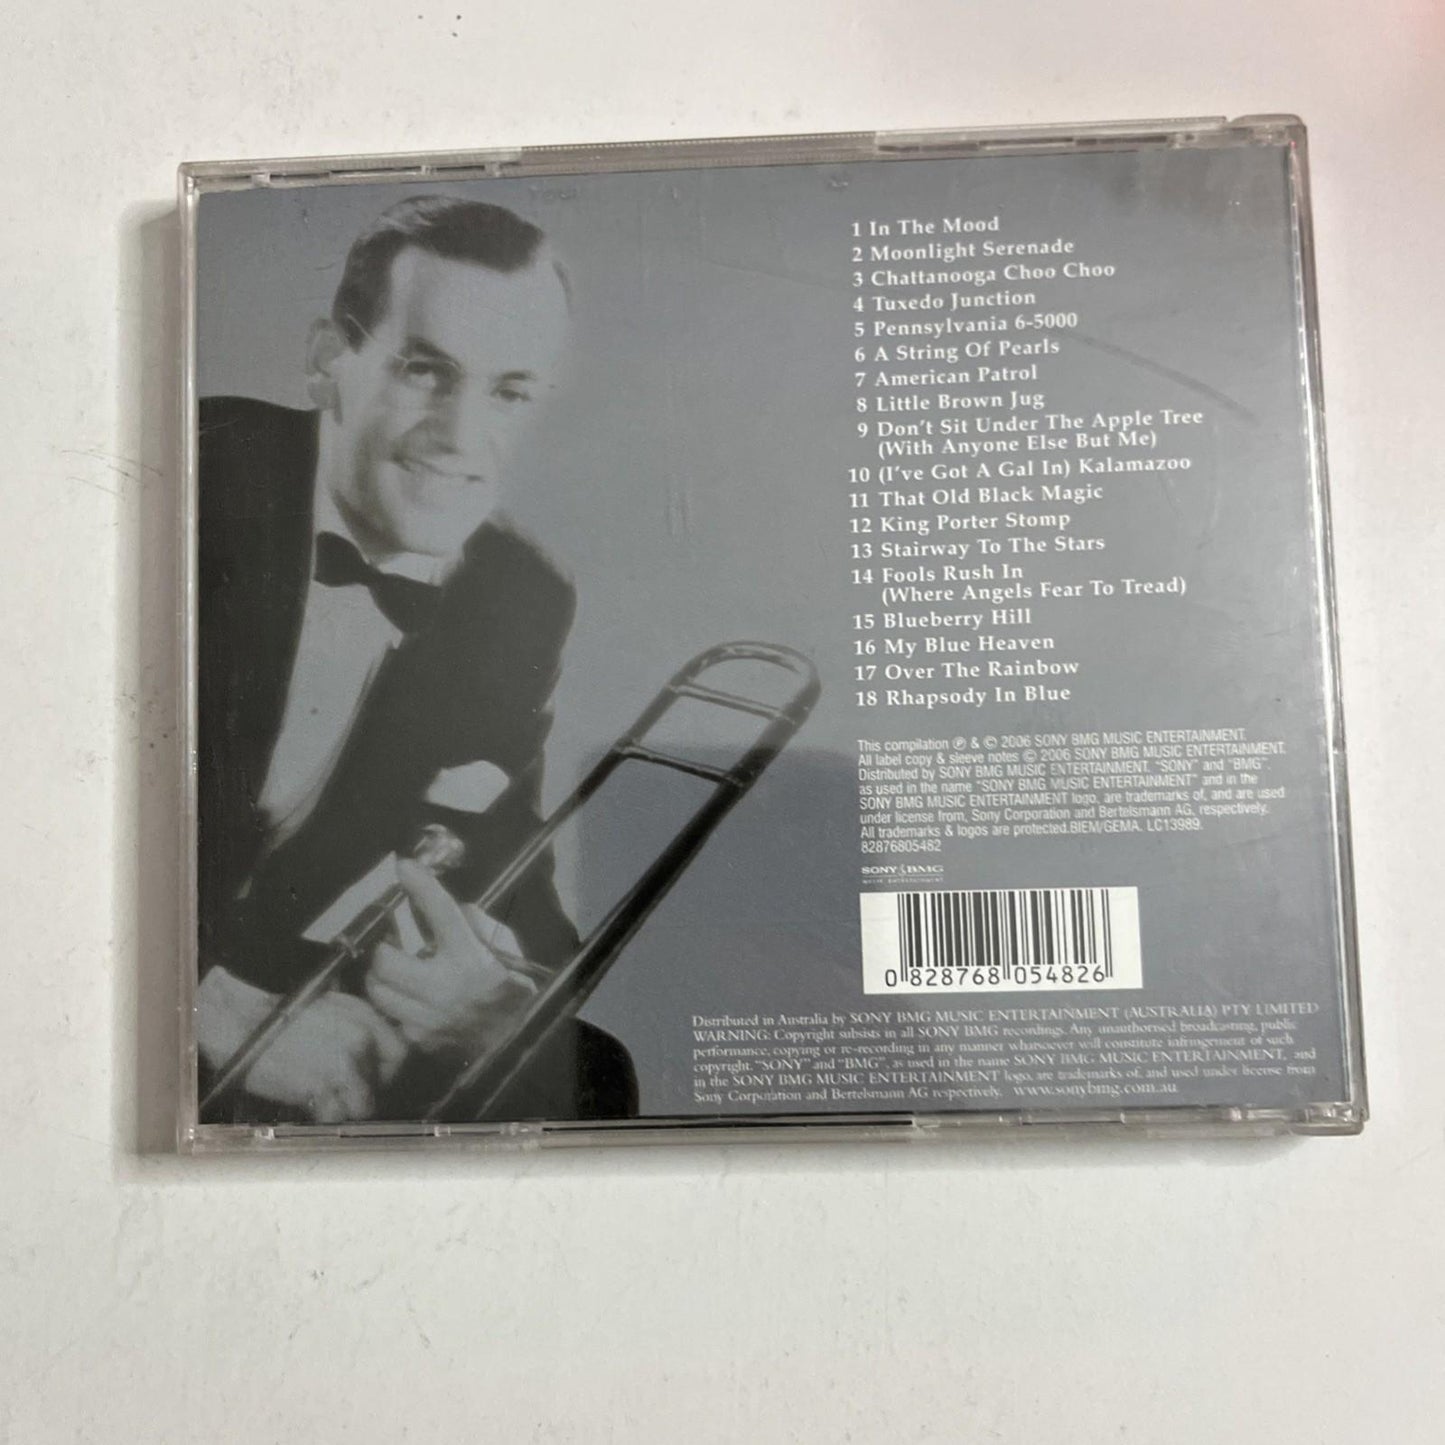 1 In The Mood
2 Moonlight Serenade
3 Chattanooga Choo Choo
4 Tuxedo Junction
5 Pennsylvania 6-5000
6 A String Of Pearls
7 American Patrol
8 Little Brown Jug
9 Don't Sit Under The Apple Tree
(With Anyone Else But Me)
10 (I've Got A Gal In) Kalamazoo
11 That Old Black Magic
12 King Porter Stomp
13 Stairway To The Stars
14 Fools Rush In
(Where Angels Fear To Tread)
15 Blueberry Hill
16 My Blue Heaven
17 Over The Rainbow
18 Rhapsody In Blue
This compilation ℗ & © 2006 SONY BMG MUSIC ENTERTAINMENT.
All label copy & sleeve notes © 2006 SONY BMG MUSIC ENTERTAINMENT.
Distributed by SONY BMG MUSIC ENTERTAINMENT. "SONY" and "BMG",
as used in the name "SONY BMG MUSIC ENTERTAINMENT" and in the
SONY BMG MUSIC ENTERTAINMENT logo, are trademarks of, and are used
under license from, Sony Corporation and Bertelsmann AG, respectively.
All trademarks & logos are protected.BIEM/GEMA. LC13989.
82876805482
SONY BMG
MUSIC ENTERTAINMENT
0 828768 054826
Distributed in Australia by SONY BMG MUSIC ENTERTAINMENT (AUSTRALIA) PTY LIMITED
WARNING: Copyright subsists in all SONY BMG recordings. Any unauthorised broadcasting, public
performance, copying or re-recording in any manner whatsoever will constitute infringement of such
copyright. "SONY" and "BMG", as used in the name SONY BMG MUSIC ENTERTAINMENT, and
in the SONY BMG MUSIC ENTERTAINMENT logo, are trademarks of, and used under license from
Sony Corporation and Bertelsmann AG respectively. www.sonybmg.com.au